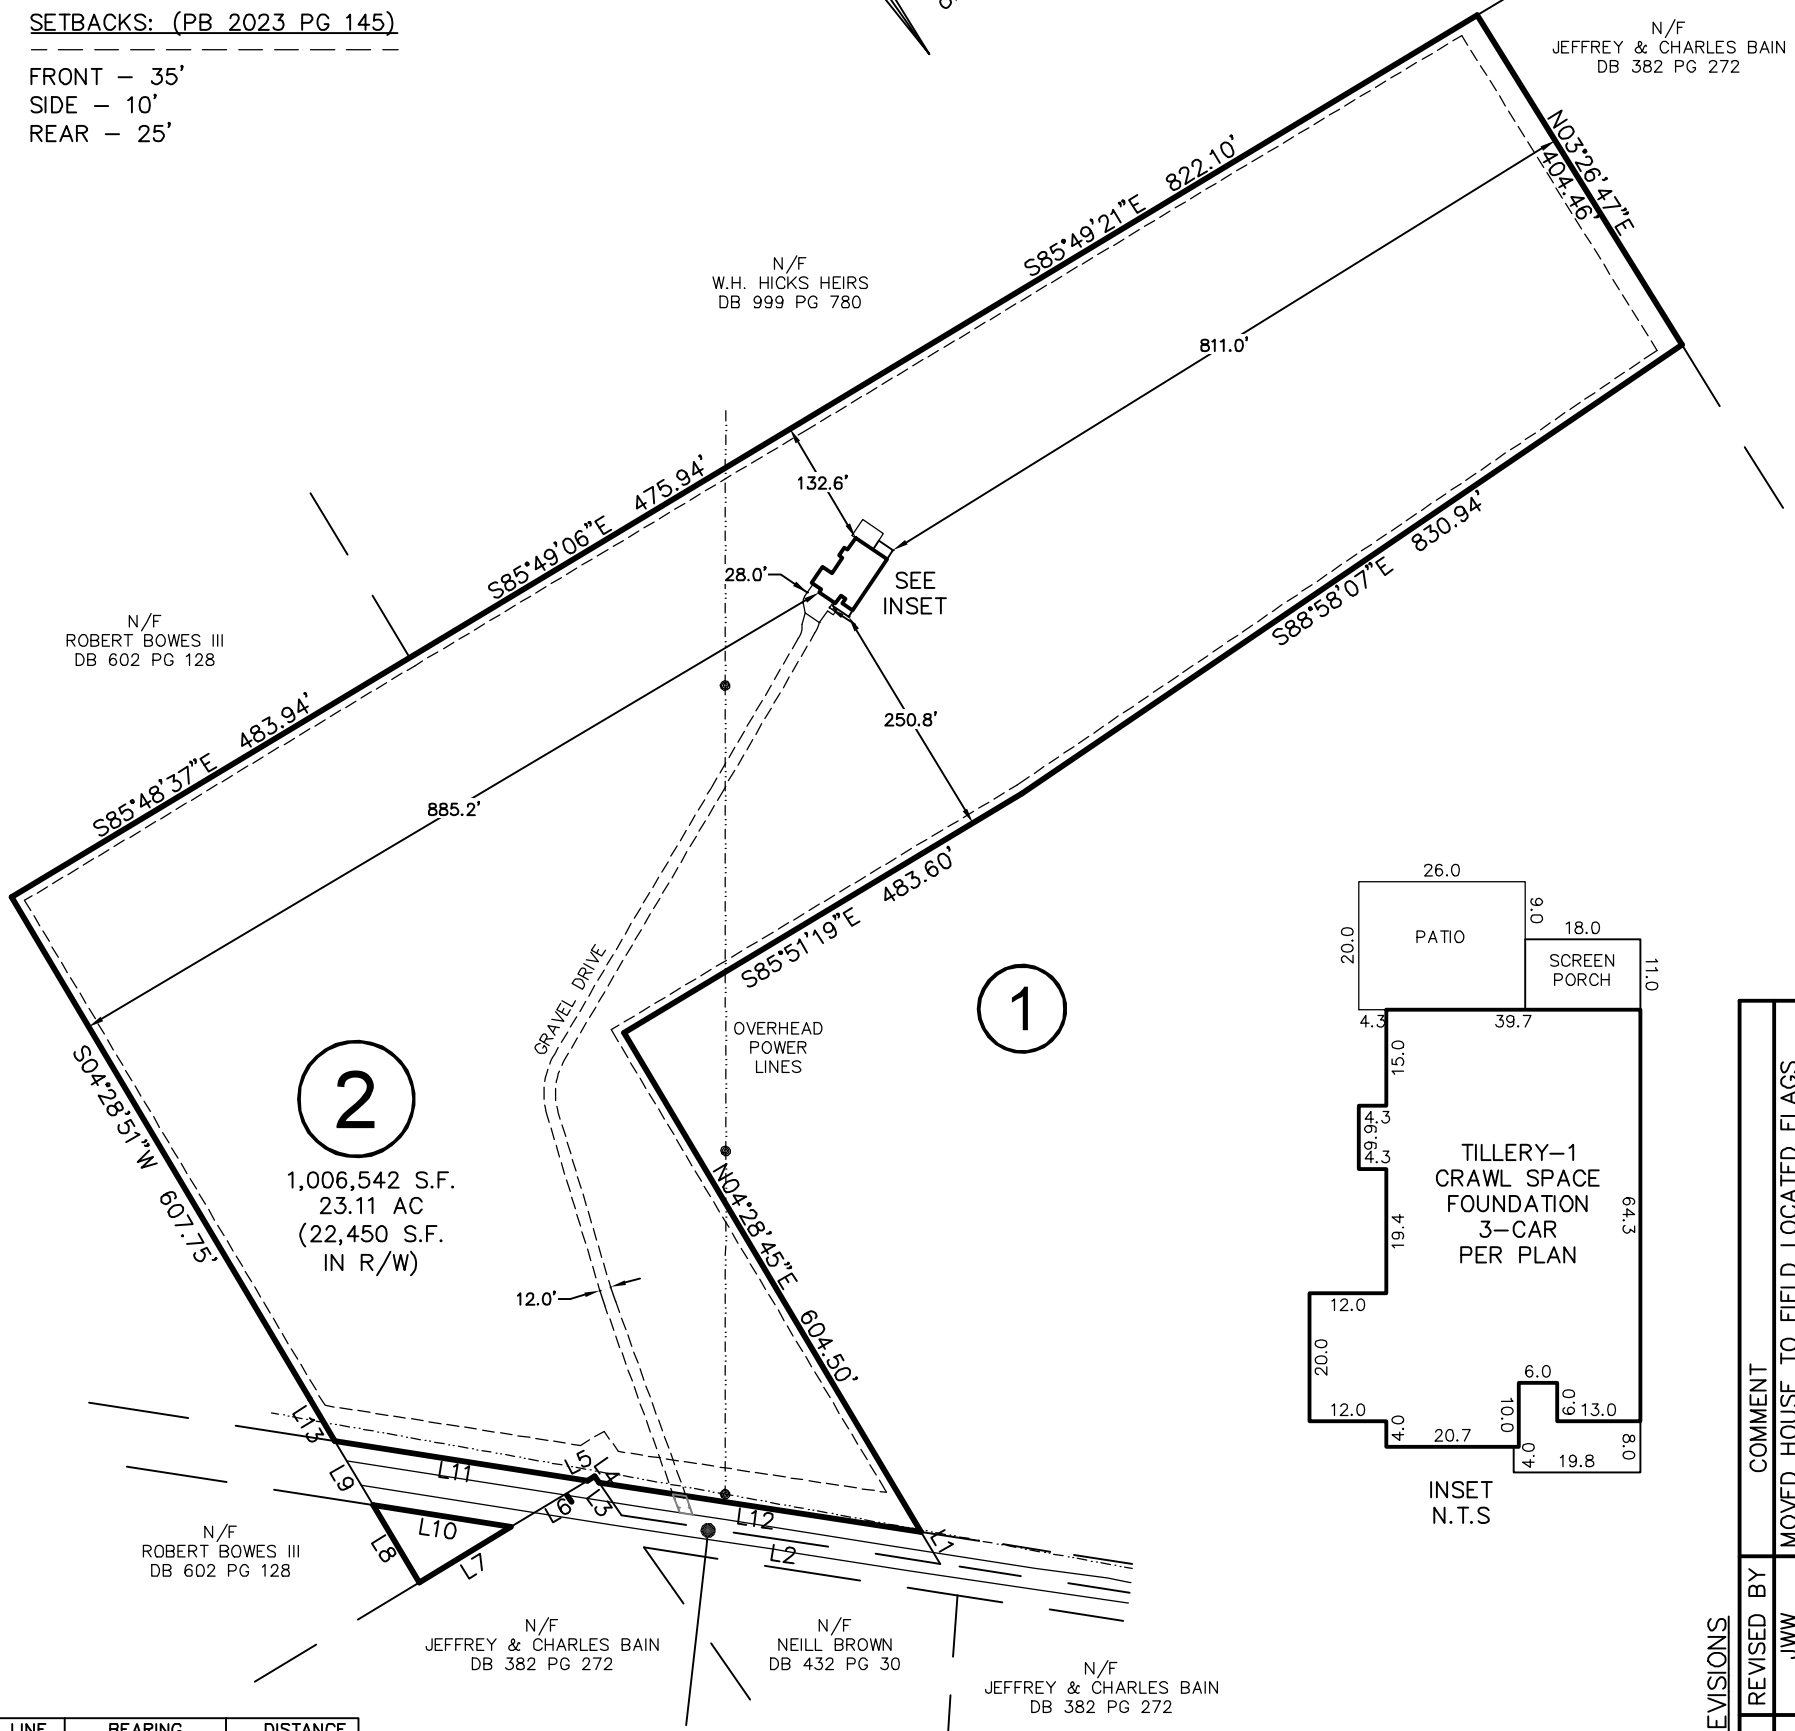 SETBACKS: (PB 2023 PG 145)
FRONT – 35'
SIDE – 10'
REAR – 25'
N/F
JEFFREY & CHARLES BAIN
DB 382 PG 272
N03°26'47"E
404.46'
S85°49'21"E 822.10'
N/F
W.H. HICKS HEIRS
DB 999 PG 780
811.0'
S85°49'06"E 475.94'
132.6'
28.0'
SEE
INSET
S88°58'07"E 830.94'
N/F
ROBERT BOWES III
DB 602 PG 128
S85°48'37"E 483.94'
250.8'
885.2'
S85°51'19"E 483.60'
GRAVEL DRIVE
OVERHEAD
POWER
LINES
1
2
1,006,542 S.F.
23.11 AC
(22,450 S.F.
IN R/W)
S04°28'51"W 607.75'
N04°28'45"E 604.50'
12.0'
26.0
9.0
20.0
PATIO
18.0
SCREEN
PORCH
11.0
4.3
39.7
15.0
4.3
9.9
4.3
TILLERY–1
CRAWL SPACE
FOUNDATION
3–CAR
PER PLAN
64.3
19.4
12.0
20.0
12.0
4.0
20.7
10.0
6.0
6.0
13.0
4.0
19.8
8.0
INSET
N.T.S
L13
L11
L5
L4
L9
L6
L3
L12
L1
L10
L2
L8
L7
N/F
ROBERT BOWES III
DB 602 PG 128
N/F
JEFFREY & CHARLES BAIN
DB 382 PG 272
N/F
NEILL BROWN
DB 432 PG 30
N/F
JEFFREY & CHARLES BAIN
DB 382 PG 272
LINE BEARING DISTANCE
EVISIONS
REVISED BY COMMENT
JWW MOVED HOUSE TO FIELD LOCATED FLAGS